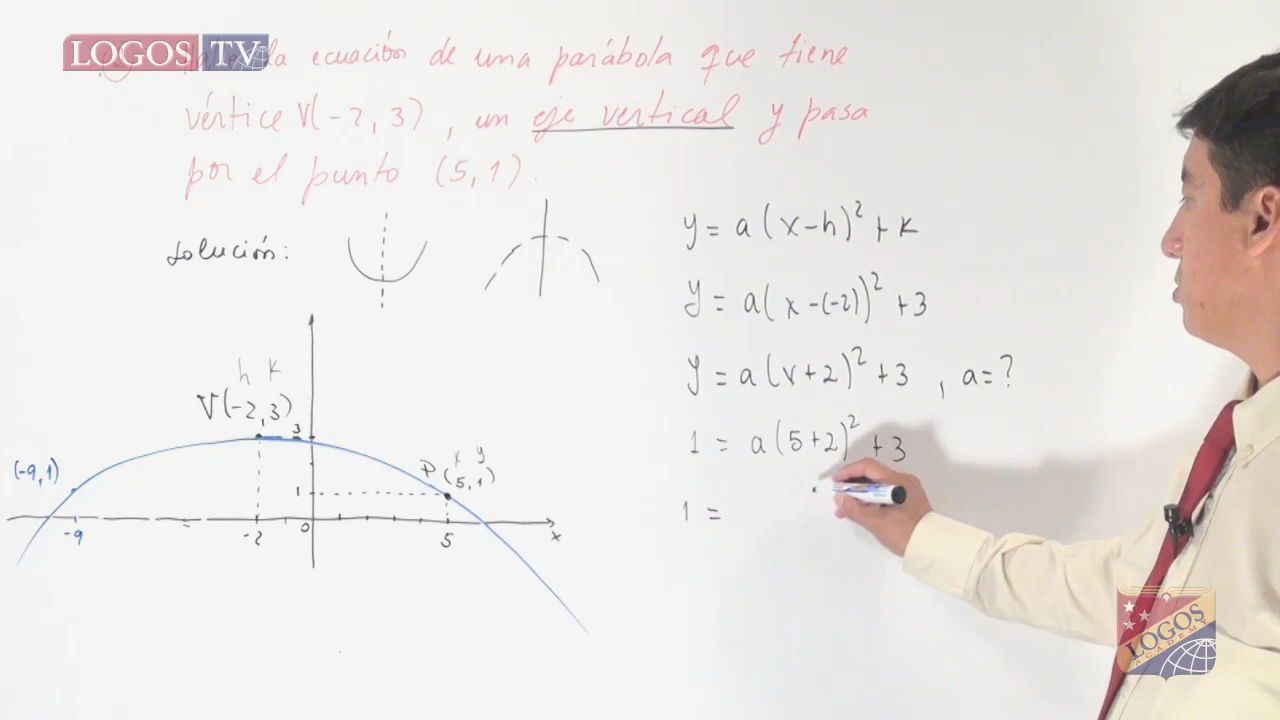 LOGOS TV
la ecuación de una parábola que tiene
vértice V(-2, 3) , un eje vertical y pasa
por el punto (5, 1).
Solución:
y = a(x-h)² + k
y = a(x-(-2))² + 3
y = a(x+2)² + 3 , a = ?
1 = a(5+2)² + 3
1 =
h k
V(-2, 3)
3
(-9, 1)
x y
P(5, 1)
1
-9
-2
0
5
x
LOGOS
ACADEMY